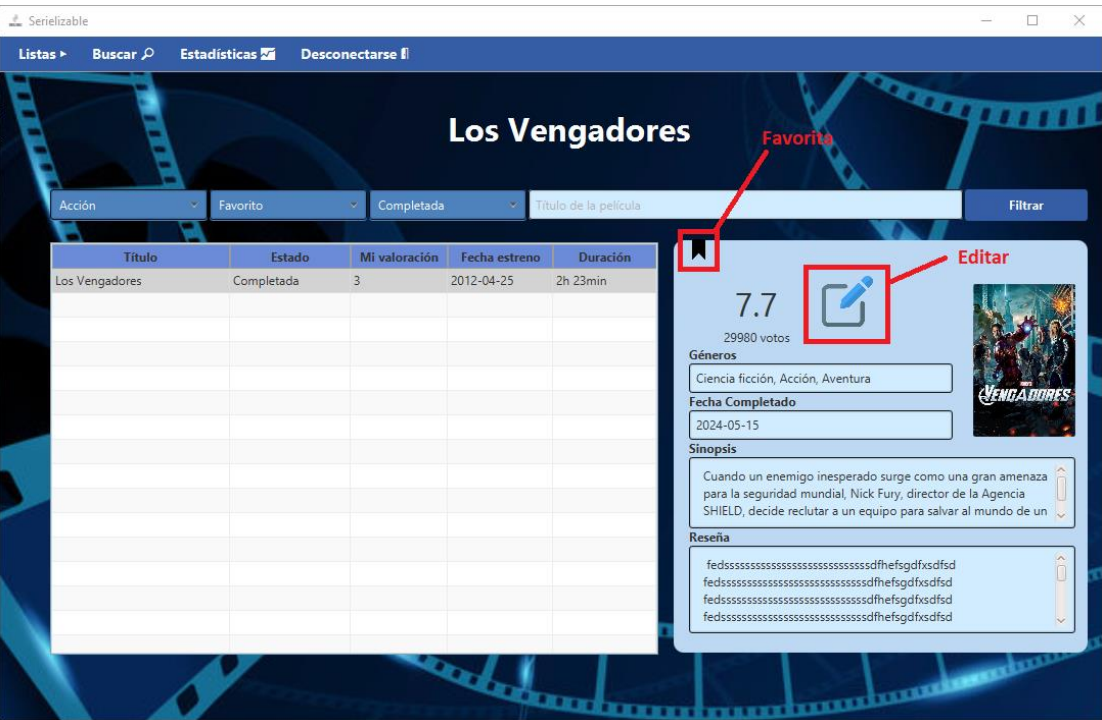 Serielizable
Listas Buscar Estadísticas Desconectarse
Los Vengadores
Favorita
Acción Favorito Completada Título de la película Filtrar
Título Estado Mi valoración Fecha estreno Duración
Los Vengadores Completada 3 2012-04-25 2h 23min
Editar
7.7
29980 votos
Géneros
Ciencia ficción, Acción, Aventura
VENGADORES
Fecha Completado
2024-05-15
Sinopsis
Cuando un enemigo inesperado surge como una gran amenaza
para la seguridad mundial, Nick Fury, director de la Agencia
SHIELD, decide reclutar a un equipo para salvar al mundo de un
Reseña